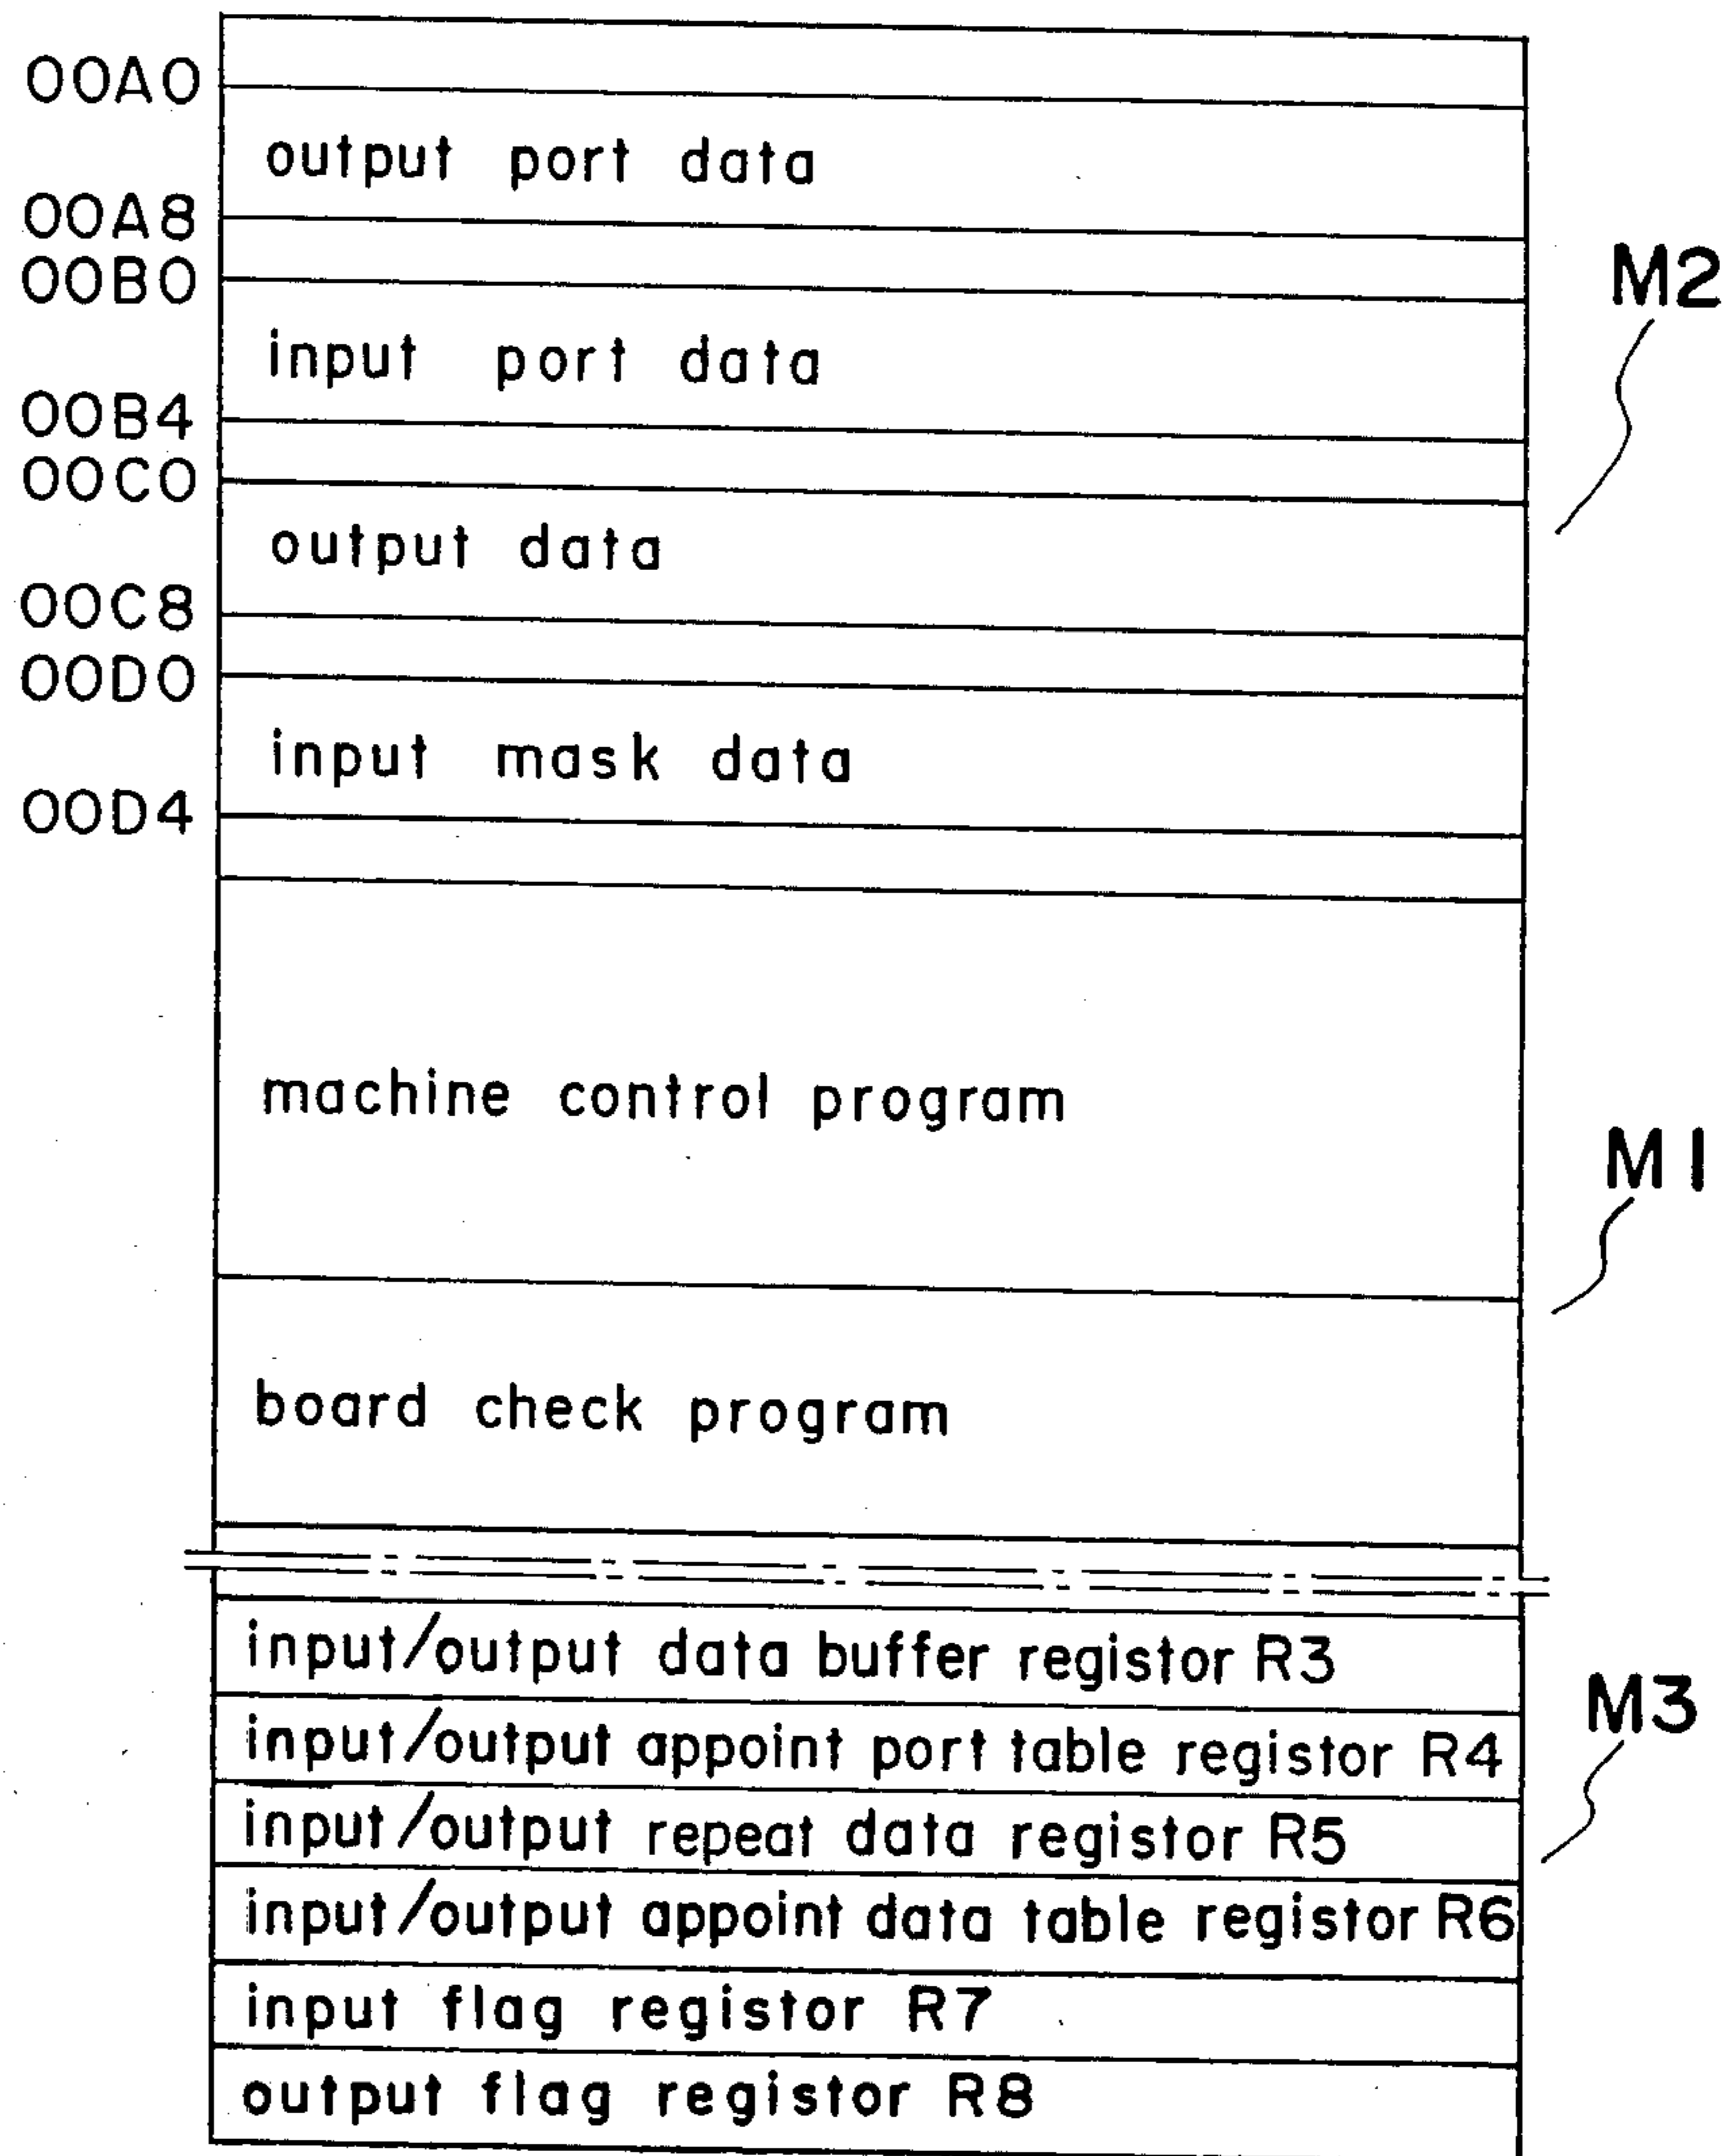 00A0
output port data
00A8
00B0
M2
input port data
00B4
00C0
output data
00C8
00D0
input mask data
00D4
machine control program
M1
board check program
input/output data buffer registor R3
M3
input/output appoint port table registor R4
input/output repeat data registor R5
input/output appoint data table registor R6
input flag registor R7
output flag registor R8